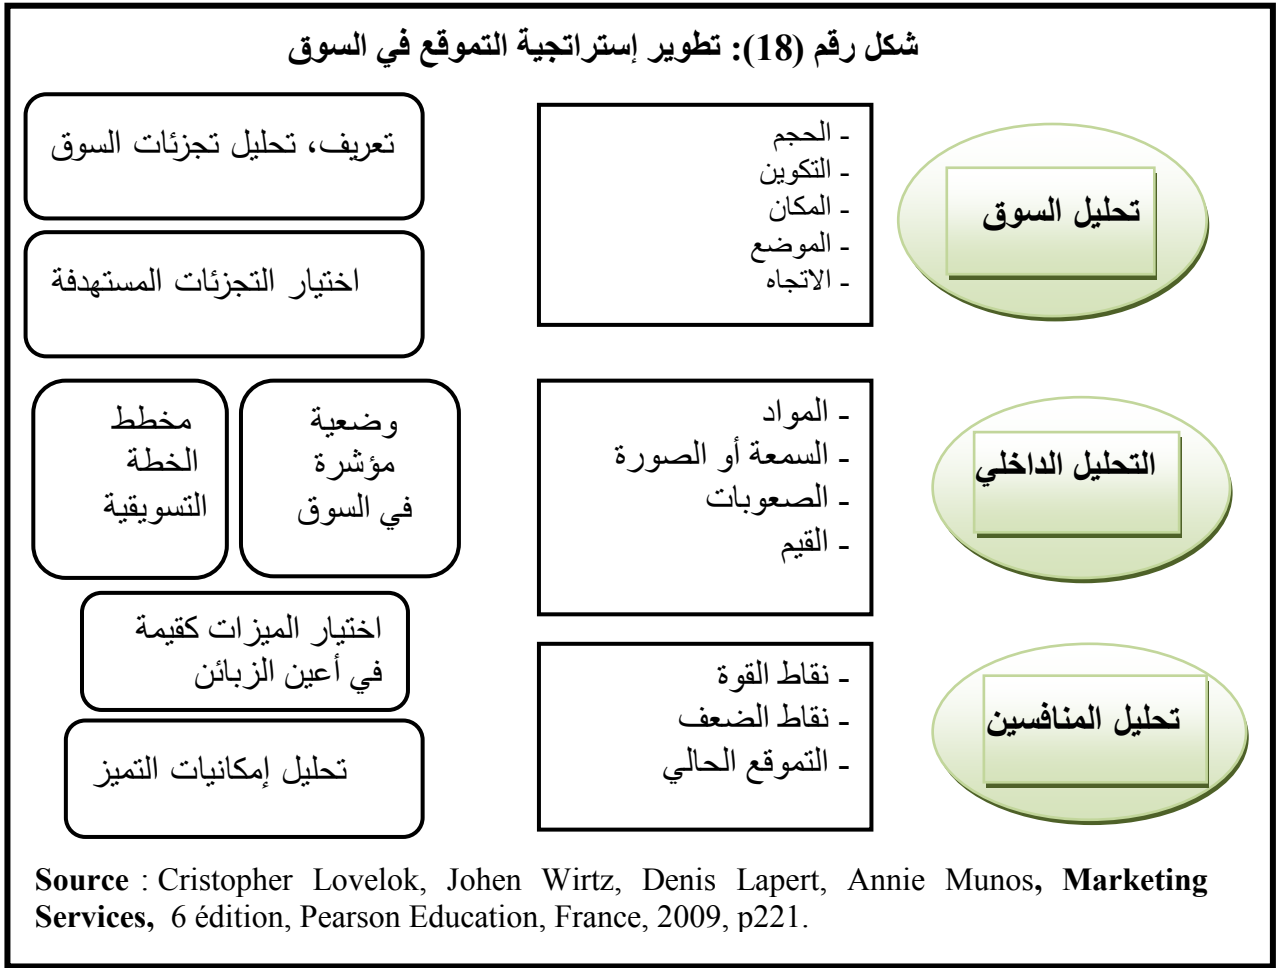 شكل رقم (18): تطوير إستراتجية التموقع في السوق
تحليل السوق
- الحجم
- التكوين
- المكان
- الموضع
- الاتجاه
تعريف، تحليل تجزئات السوق
اختيار التجزئات المستهدفة
التحليل الداخلي
- المواد
- السمعة أو الصورة
- الصعوبات
- القيم
وضعية
مؤشرة
في السوق
مخطط
الخطة
التسويقية
تحليل المنافسين
- نقاط القوة
- نقاط الضعف
- التموقع الحالي
اختيار الميزات كقيمة
في أعين الزبائن
تحليل إمكانيات التميز
Source : Cristopher Lovelok, Johen Wirtz, Denis Lapert, Annie Munos, Marketing
Services, 6 édition, Pearson Education, France, 2009, p221.